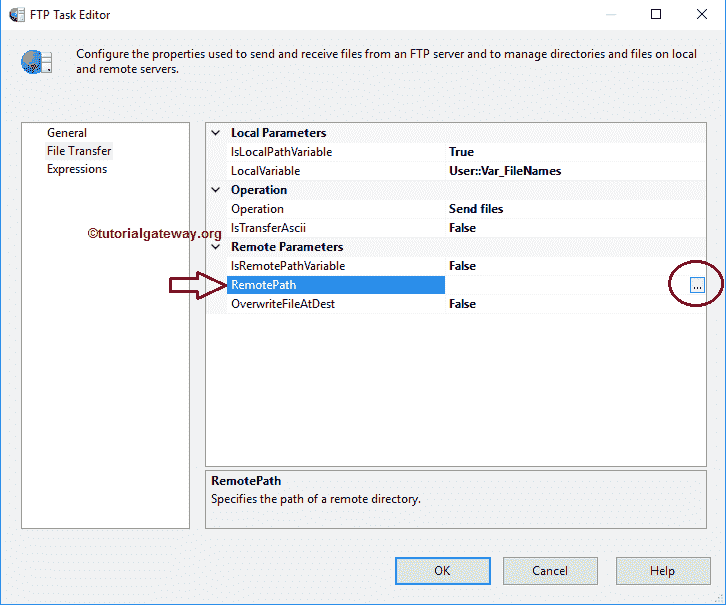 FTP Task Editor
Configure the properties used to send and receive files from an FTP server and to manage directories and files on local
and remote servers.
General
File Transfer
Expressions
©tutorialgateway.org
Local Parameters
IsLocalPathVariable True
LocalVariable User::Var_FileNames
Operation
Operation Send files
IsTransferAscii False
Remote Parameters
IsRemotePathVariable False
RemotePath ...
OverwriteFileAtDest False
RemotePath
Specifies the path of a remote directory.
OK Cancel Help